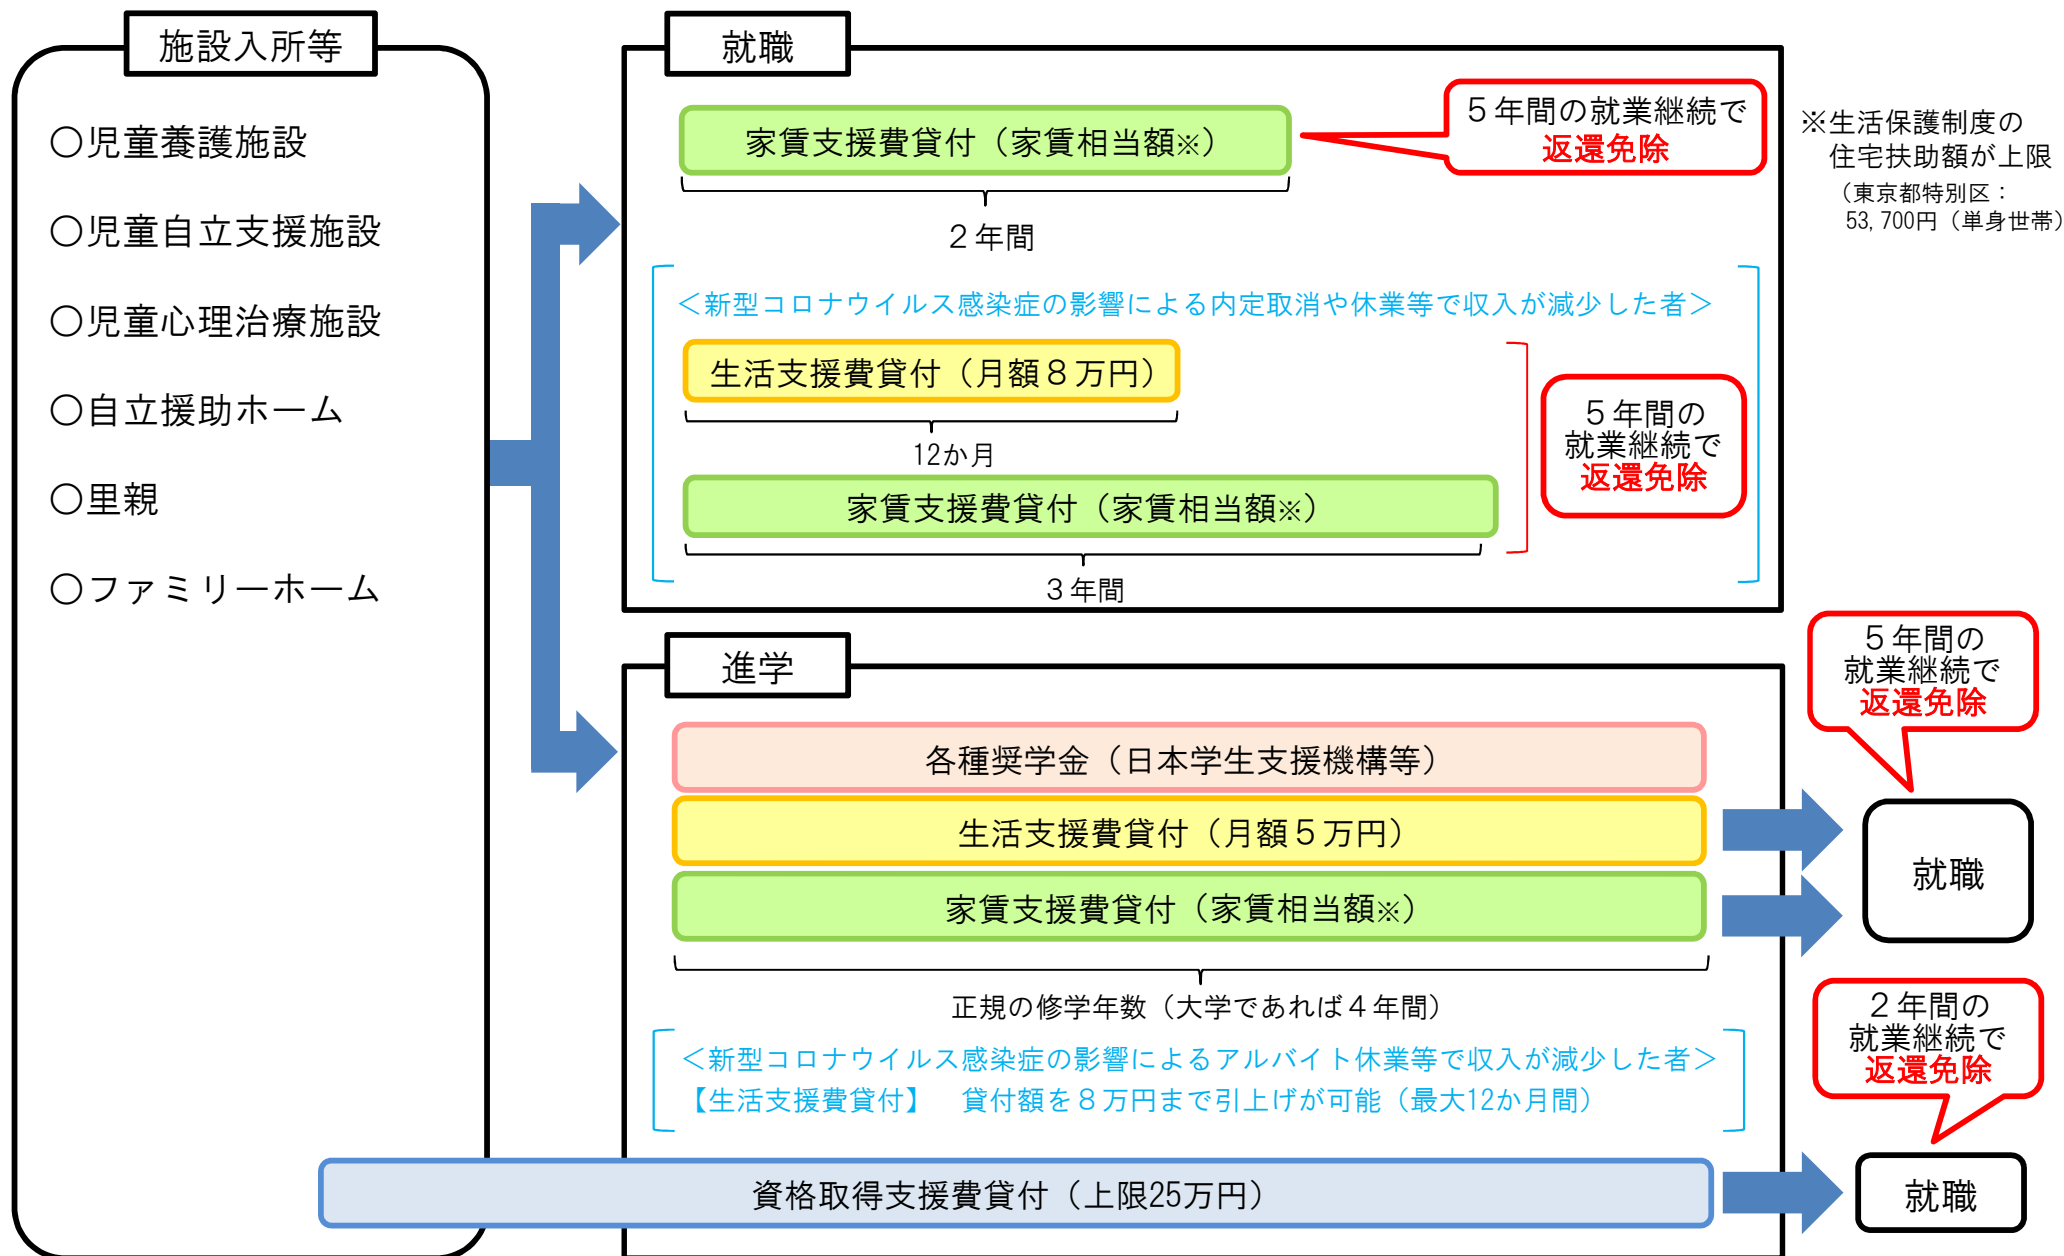 施設入所等
○児童養護施設
○児童自立支援施設
○児童心理治療施設
○自立援助ホーム
○里親
○ファミリーホーム
就職
家賃支援費貸付（家賃相当額※）
２年間
５年間の就業継続で
返還免除
※生活保護制度の
住宅扶助額が上限
（東京都特別区：
53,700円（単身世帯）
＜新型コロナウイルス感染症の影響による内定取消や休業等で収入が減少した者＞
生活支援費貸付（月額８万円）
12か月
家賃支援費貸付（家賃相当額※）
３年間
５年間の
就業継続で
返還免除
進学
各種奨学金（日本学生支援機構等）
生活支援費貸付（月額５万円）
家賃支援費貸付（家賃相当額※）
正規の修学年数（大学であれば４年間）
＜新型コロナウイルス感染症の影響によるアルバイト休業等で収入が減少した者＞
【生活支援費貸付】　貸付額を８万円まで引上げが可能（最大12か月間）
５年間の
就業継続で
返還免除
就職
資格取得支援費貸付（上限25万円）
２年間の
就業継続で
返還免除
就職